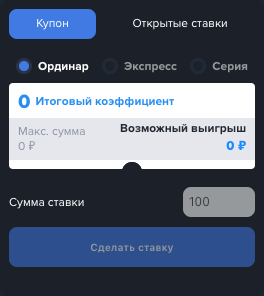 Купон Открытые ставки
Ординар Экспресс Серия
0 Итоговый коэффициент
Макс. сумма Возможный выигрыш
0 ₽ 0 ₽
Сумма ставки 100
Сделать ставку